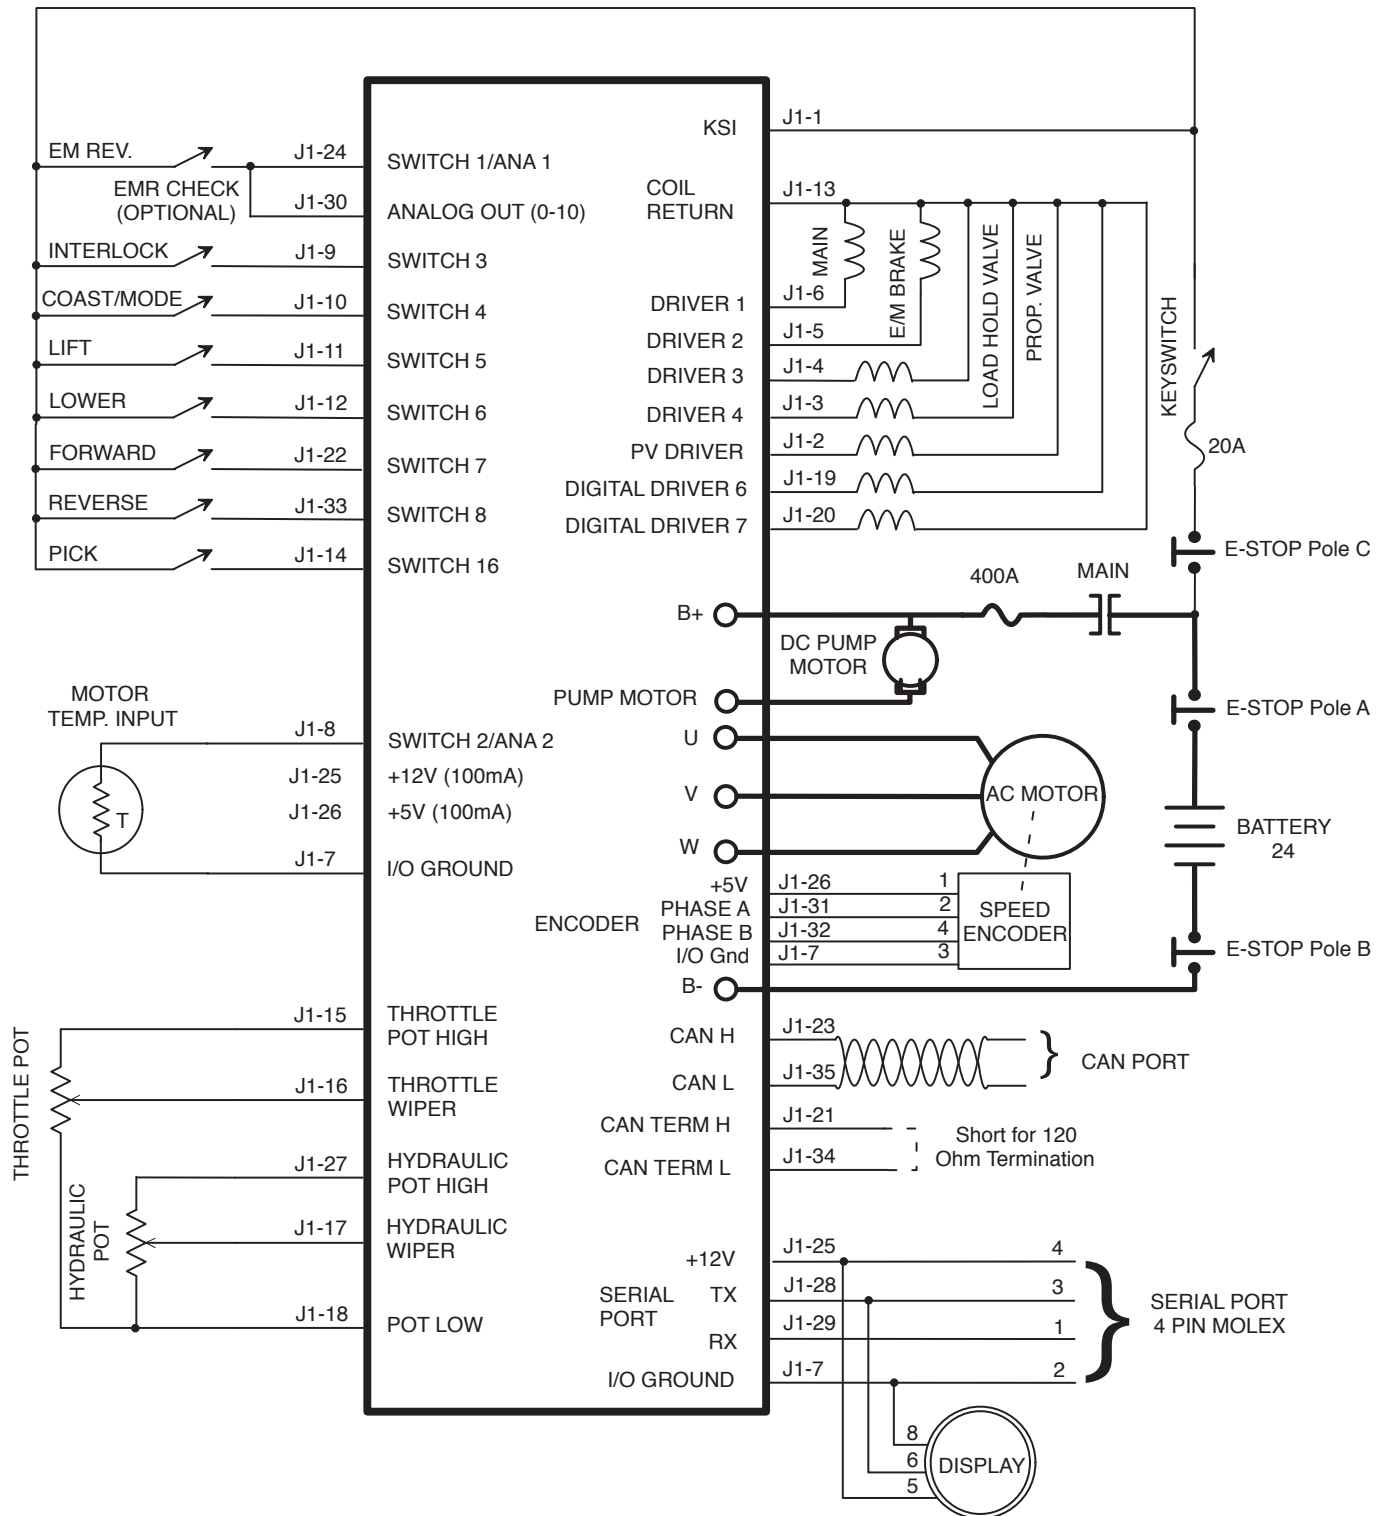 KSI
J1-1
EM REV.
J1-24
SWITCH 1/ANA 1
EMR CHECK
(OPTIONAL)
J1-30
ANALOG OUT (0-10)
COIL
RETURN
J1-13
INTERLOCK
J1-9
SWITCH 3
COAST/MODE
J1-10
SWITCH 4
LIFT
J1-11
SWITCH 5
LOWER
J1-12
SWITCH 6
FORWARD
J1-22
SWITCH 7
REVERSE
J1-33
SWITCH 8
PICK
J1-14
SWITCH 16
MAIN
E/M BRAKE
LOAD HOLD VALVE
PROP. VALVE
KEYSWITCH
DRIVER 1
J1-6
DRIVER 2
J1-5
DRIVER 3
J1-4
DRIVER 4
J1-3
PV DRIVER
J1-2
DIGITAL DRIVER 6
J1-19
DIGITAL DRIVER 7
J1-20
20A
E-STOP Pole C
400A
MAIN
B+
DC PUMP
MOTOR
PUMP MOTOR
E-STOP Pole A
U
V
W
AC MOTOR
BATTERY
24
MOTOR
TEMP. INPUT
T
J1-8
SWITCH 2/ANA 2
J1-25
+12V (100mA)
J1-26
+5V (100mA)
J1-7
I/O GROUND
ENCODER
+5V
J1-26
1
PHASE A
J1-31
2
PHASE B
J1-32
4
I/O Gnd
J1-7
3
SPEED
ENCODER
E-STOP Pole B
B-
THROTTLE POT
J1-15
THROTTLE
POT HIGH
J1-16
THROTTLE
WIPER
HYDRAULIC
POT
J1-27
HYDRAULIC
POT HIGH
J1-17
HYDRAULIC
WIPER
J1-18
POT LOW
CAN H
J1-23
CAN L
J1-35
}
CAN PORT
CAN TERM H
J1-21
CAN TERM L
J1-34
Short for 120
Ohm Termination
+12V
J1-25
4
SERIAL
PORT
TX
J1-28
3
RX
J1-29
1
I/O GROUND
J1-7
2
}
SERIAL PORT
4 PIN MOLEX
8
6
5
DISPLAY